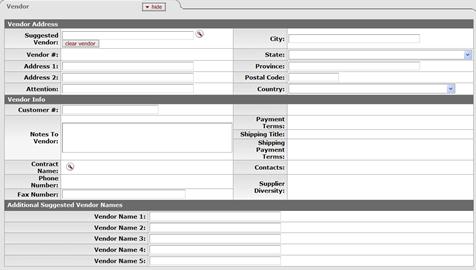 Vendor
hide
Vendor Address
Suggested
Vendor:
clear vendor
City:
Vendor #:
State:
Address 1:
Province:
Address 2:
Postal Code:
Attention:
Country:
Vendor Info
Customer #:
Notes To
Vendor:
Payment
Terms:
Shipping Title:
Shipping
Payment
Terms:
Contract
Name:
Contacts:
Phone
Number:
Supplier
Diversity:
Fax Number:
Additional Suggested Vendor Names
Vendor Name 1:
Vendor Name 2:
Vendor Name 3:
Vendor Name 4:
Vendor Name 5: